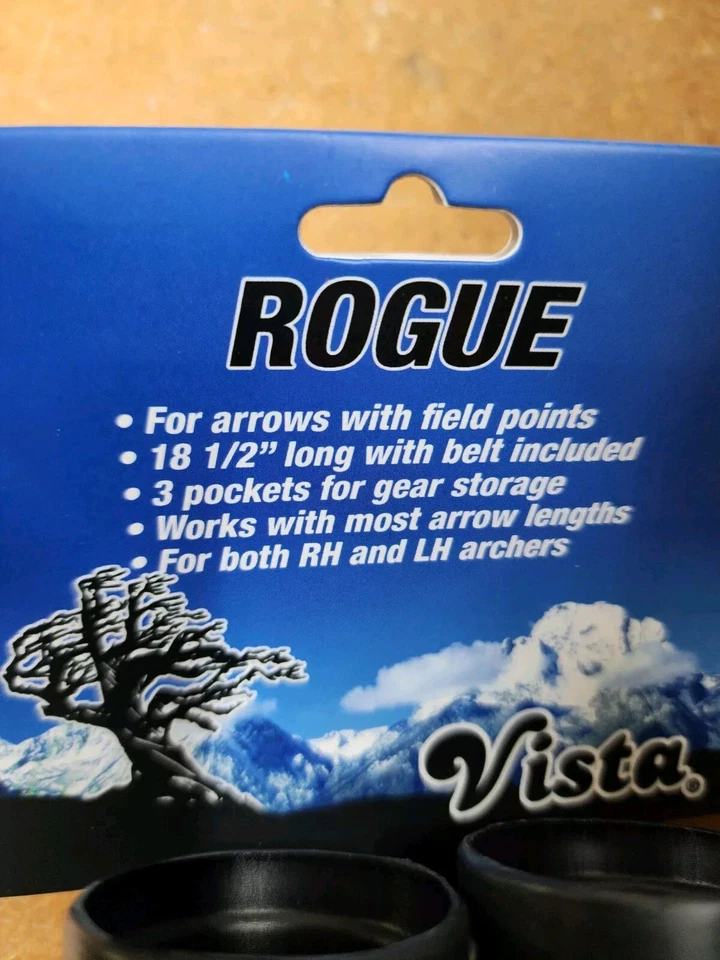 ROGUE
• For arrows with field points
• 18 1/2” long with belt included
• 3 pockets for gear storage
• Works with most arrow lengths
• For both RH and LH archers
Vista®